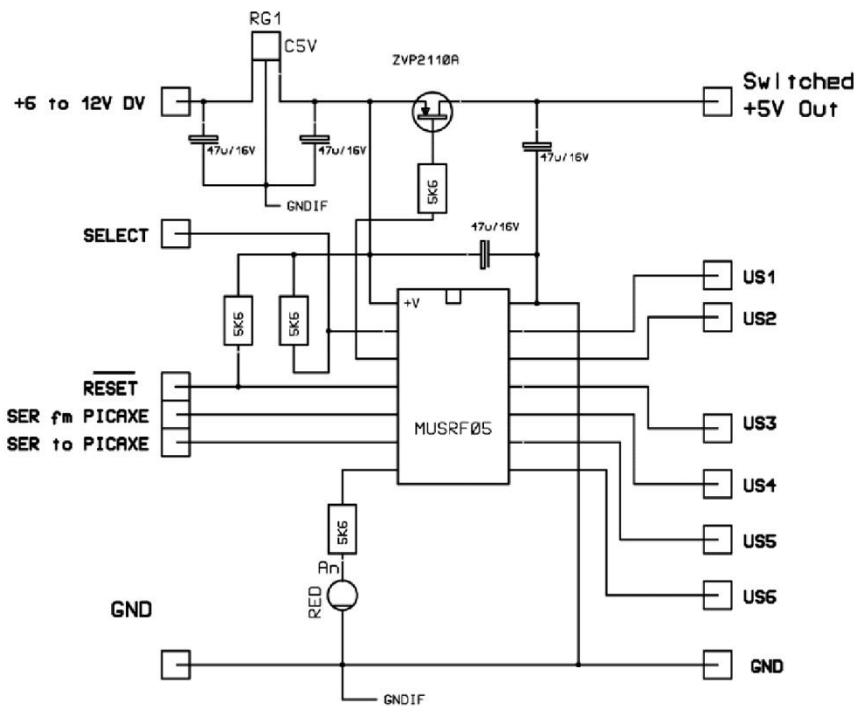 RG1
C5V
ZVP2110A
+6 to 12V DV
Switched
+5V Out
47u/16V
47u/16V
47u/16V
5K6
GNDIF
SELECT
47u/16V
+V
US1
US2
5K6
5K6
RESET
SER fm PICAXE
SER to PICAXE
MUSRF05
US3
US4
5K6
US5
An
RED
US6
GND
GND
GNDIF